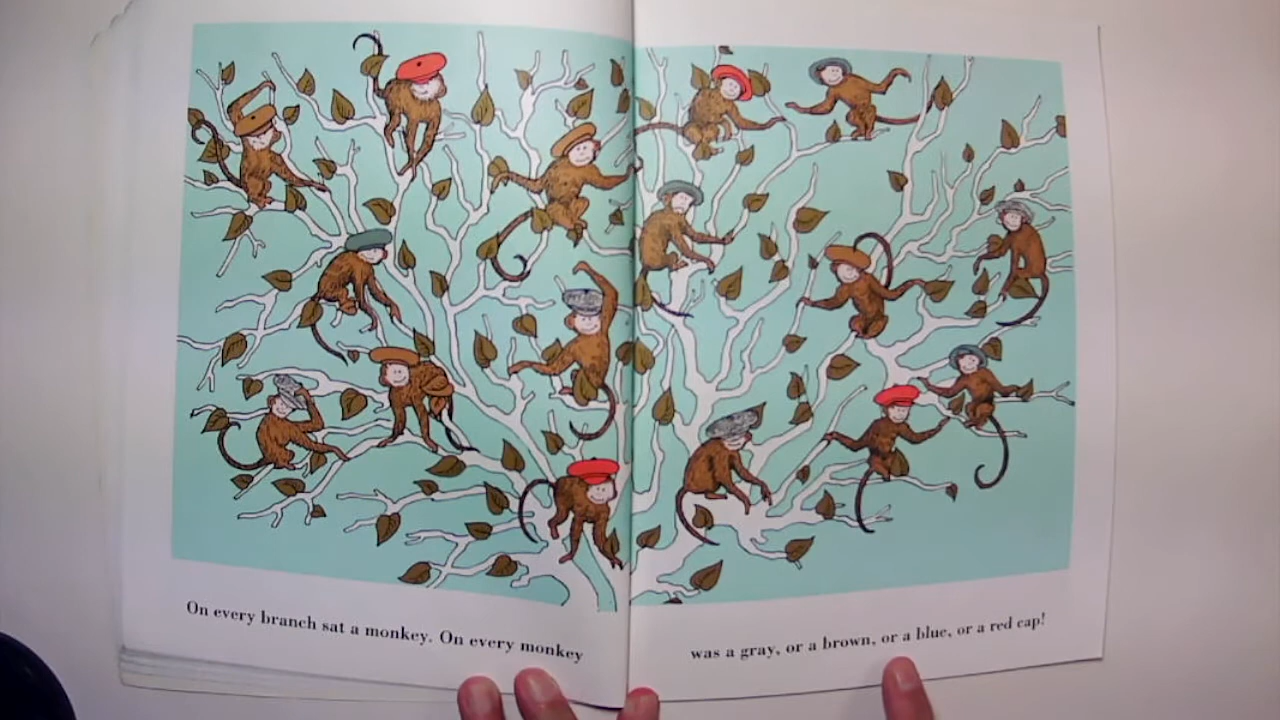 On every branch sat a monkey. On every monkey
was a gray, or a brown, or a blue, or a red cap!